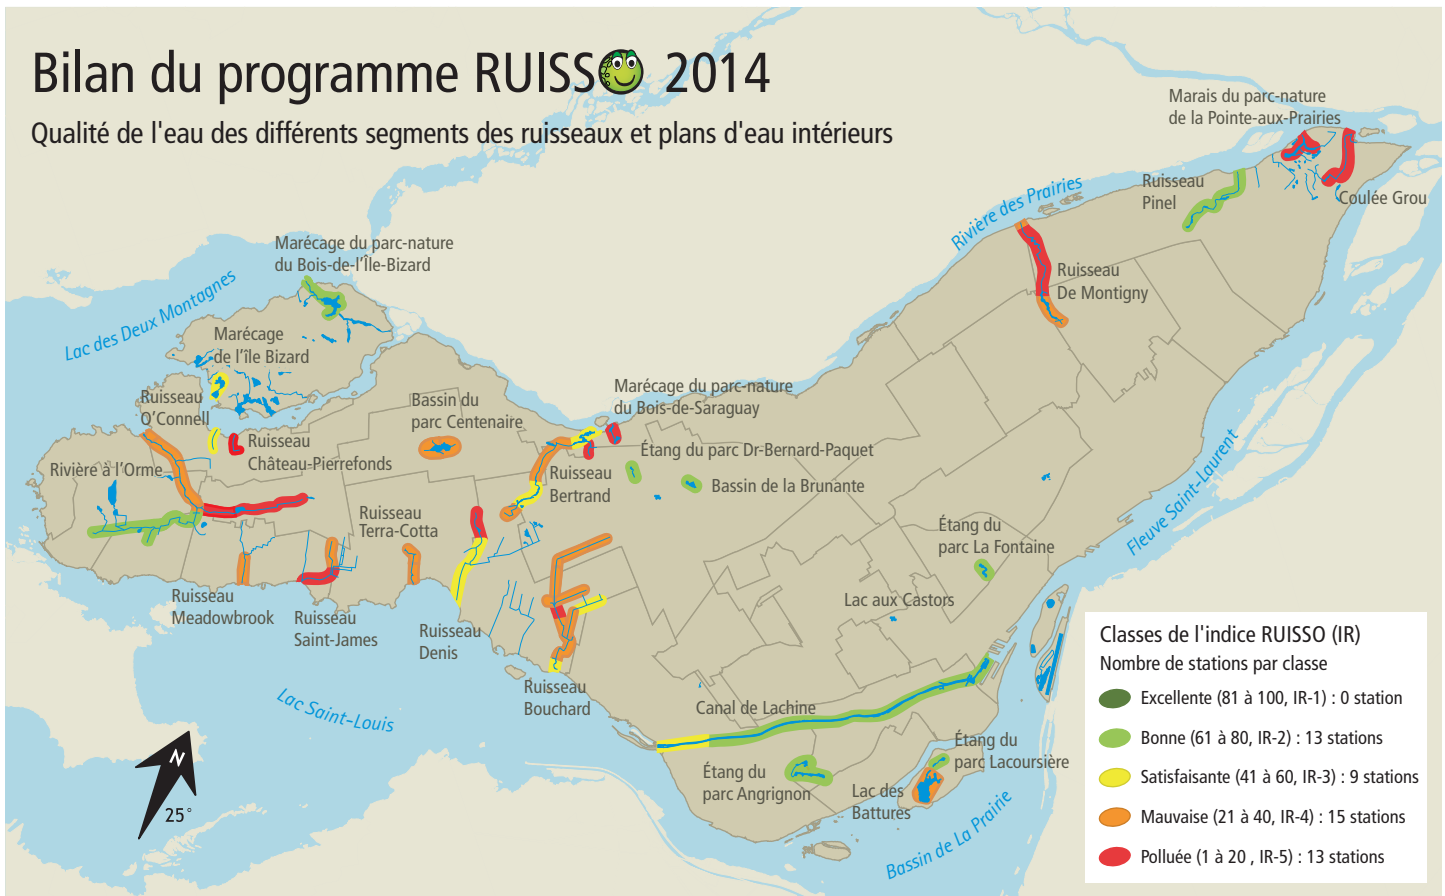 Bilan du programme RUISSO 2014
Qualité de l'eau des différents segments des ruisseaux et plans d'eau intérieurs
Marais du parc-nature
de la Pointe-aux-Prairies
Ruisseau
Pinel
Coulée Grou
Rivière des Prairies
Marécage du parc-nature
du Bois-de-l'Île-Bizard
Ruisseau
De Montigny
Lac des Deux Montagnes
Marécage
de l'île Bizard
Ruisseau
O'Connell
Bassin du
parc Centenaire
Marécage du parc-nature
du Bois-de-Saraguay
Ruisseau
Château-Pierrefonds
Étang du parc Dr-Bernard-Paquet
Rivière à l'Orme
Ruisseau
Bertrand
Bassin de la Brunante
Fleuve Saint-Laurent
Ruisseau
Terra-Cotta
Étang du
parc La Fontaine
Ruisseau
Meadowbrook
Ruisseau
Saint-James
Ruisseau
Denis
Lac aux Castors
Ruisseau
Bouchard
Lac Saint-Louis
Canal de Lachine
Étang du
parc Angrignon
Étang du
parc Lacoursière
Lac des
Battures
Bassin de La Prairie
N
25°
Classes de l'indice RUISSO (IR)
Nombre de stations par classe
Excellente (81 à 100, IR-1) : 0 station
Bonne (61 à 80, IR-2) : 13 stations
Satisfaisante (41 à 60, IR-3) : 9 stations
Mauvaise (21 à 40, IR-4) : 15 stations
Polluée (1 à 20 , IR-5) : 13 stations